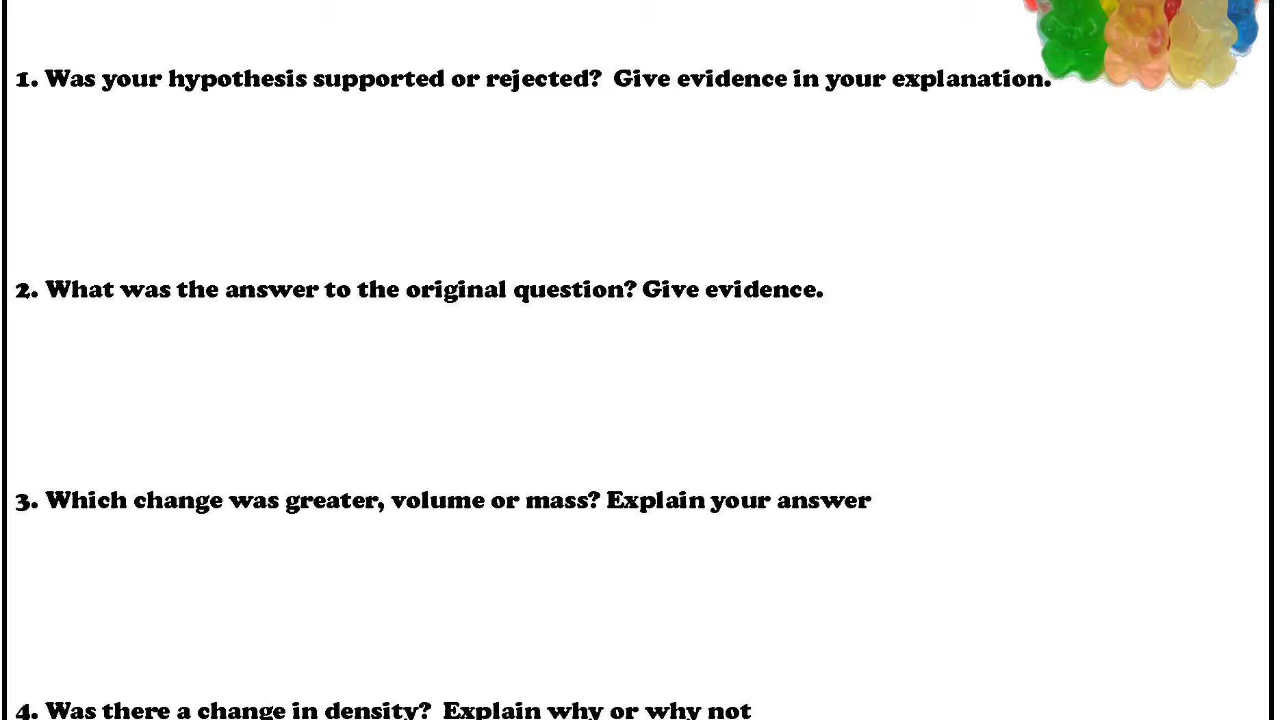 1. Was your hypothesis supported or rejected? Give evidence in your explanation.
2. What was the answer to the original question? Give evidence.
3. Which change was greater, volume or mass? Explain your answer
4. Was there a change in density? Explain why or why not